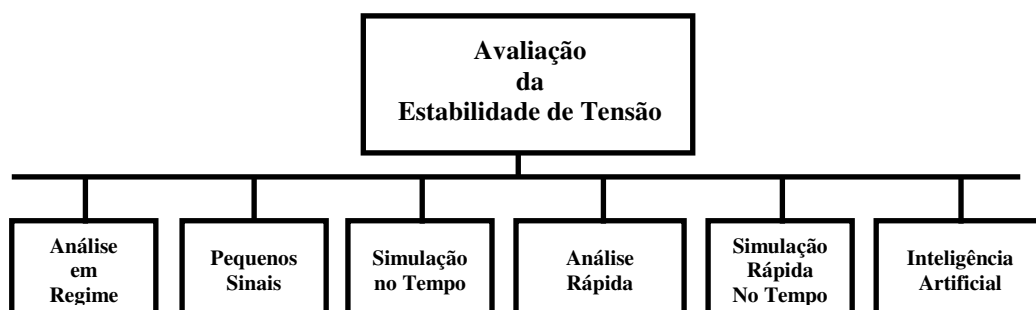 Avaliação
da
Estabilidade de Tensão
Análise
em
Regime
Pequenos
Sinais
Simulação
no Tempo
Análise
Rápida
Simulação
Rápida
No Tempo
Inteligência
Artificial